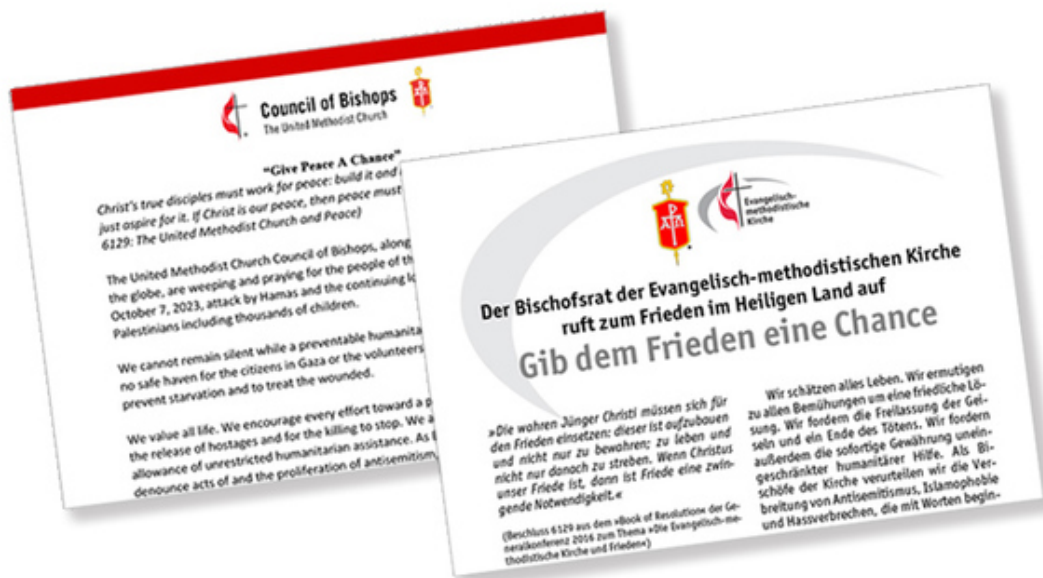 Council of Bishops
The United Methodist Church
"Give Peace A Chance"
Christ's true disciples must work for peace: build it and
just aspire for it. If Christ is our peace, then peace must
6129: The United Methodist Church and Peace)
The United Methodist Church Council of Bishops, along
the globe, are weeping and praying for the people of th
October 7, 2023, attack by Hamas and the continuing lo
Palestinians including thousands of children.
We cannot remain silent while a preventable humanita
no safe haven for the citizens in Gaza or the volunteers
prevent starvation and to treat the wounded.
We value all life. We encourage every effort toward a p
the release of hostages and for the killing to stop. We a
allowance of unrestricted humanitarian assistance. As
denounce acts of and the proliferation of antisemitism,
Evangelisch-
methodistische
Kirche
Der Bischofsrat der Evangelisch-methodistischen Kirche
ruft zum Frieden im Heiligen Land auf
Gib dem Frieden eine Chance
»Die wahren Jünger Christi müssen sich für
den Frieden einsetzen: dieser ist aufzubauen
und nicht nur zu bewahren; zu leben und
nicht nur danach zu streben. Wenn Christus
unser Friede ist, dann ist Friede eine zwin-
gende Notwendigkeit.«
(Beschluss 6129 aus dem »Book of Resolution« der Ge-
neralkonferenz 2016 zum Thema »Die Evangelisch-me-
thodistische Kirche und Frieden«)
Wir schätzen alles Leben. Wir ermutigen
zu allen Bemühungen um eine friedliche Lö-
sung. Wir fordern die Freilassung der Gei-
seln und ein Ende des Tötens. Wir fordern
außerdem die sofortige Gewährung unein-
geschränkter humanitärer Hilfe. Als Bi-
schöfe der Kirche verurteilen wir die Ver-
breitung von Antisemitismus, Islamophobie
und Hassverbrechen, die mit Worten begin-